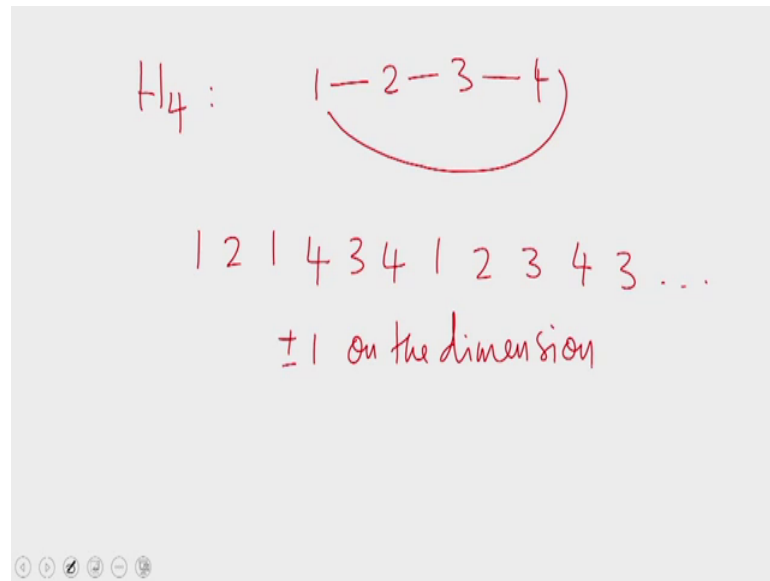 H4 : 1 — 2 — 3 — 4
1 2 1 4 3 4 1 2 3 4 3 ...
± 1 on the dimension